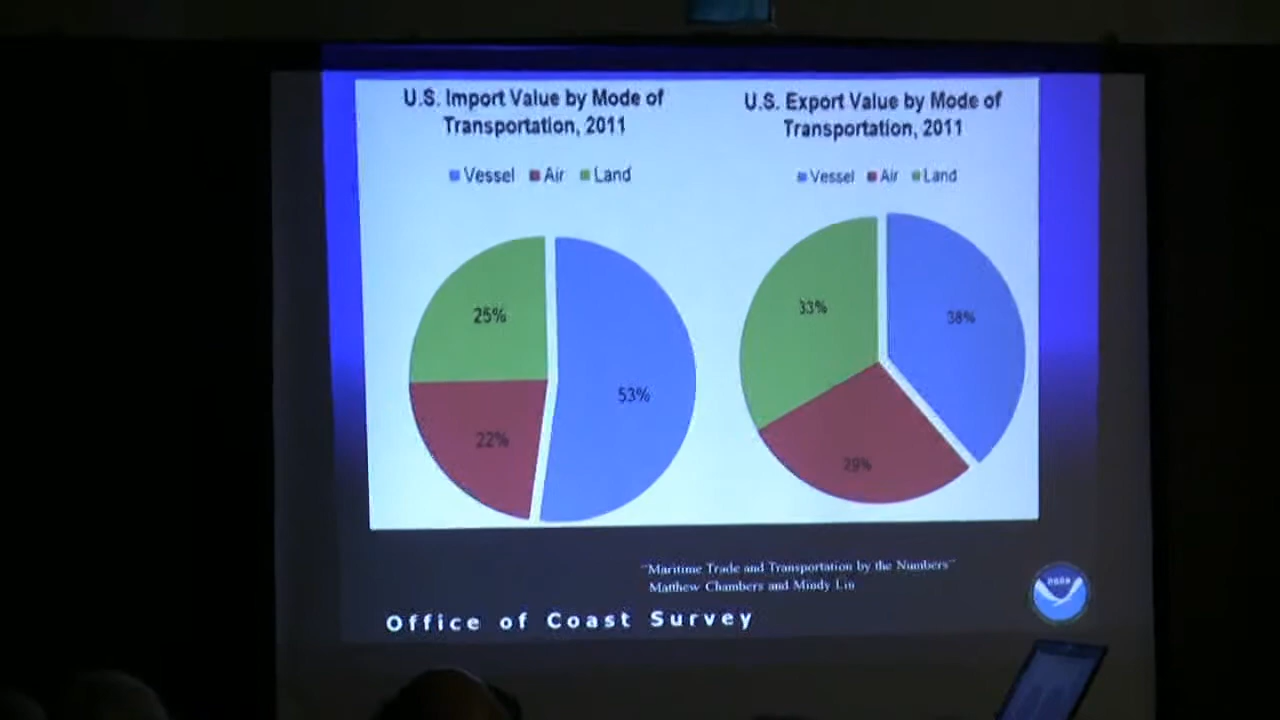 U.S. Import Value by Mode of
Transportation, 2011
Vessel Air Land
25%
53%
22%
U.S. Export Value by Mode of
Transportation, 2011
Vessel Air Land
33%
38%
29%
"Maritime Trade and Transportation by the Numbers"
Matthew Chambers and Mindy Liu
Office of Coast Survey
noaa